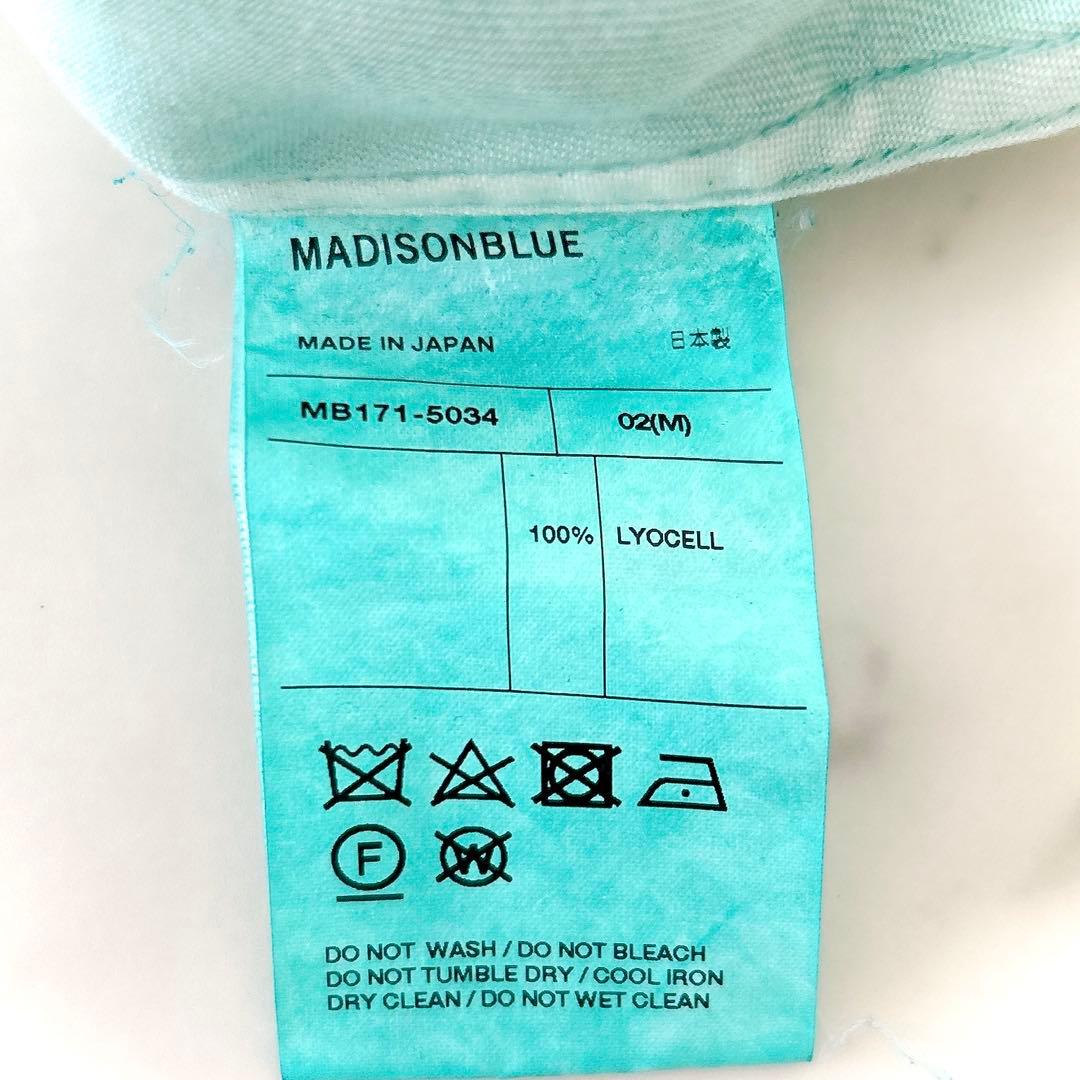 MADISONBLUE
MADE IN JAPAN 日本製
MB171-5034 02(M)
100% LYOCELL
F W
DO NOT WASH / DO NOT BLEACH
DO NOT TUMBLE DRY / COOL IRON
DRY CLEAN / DO NOT WET CLEAN